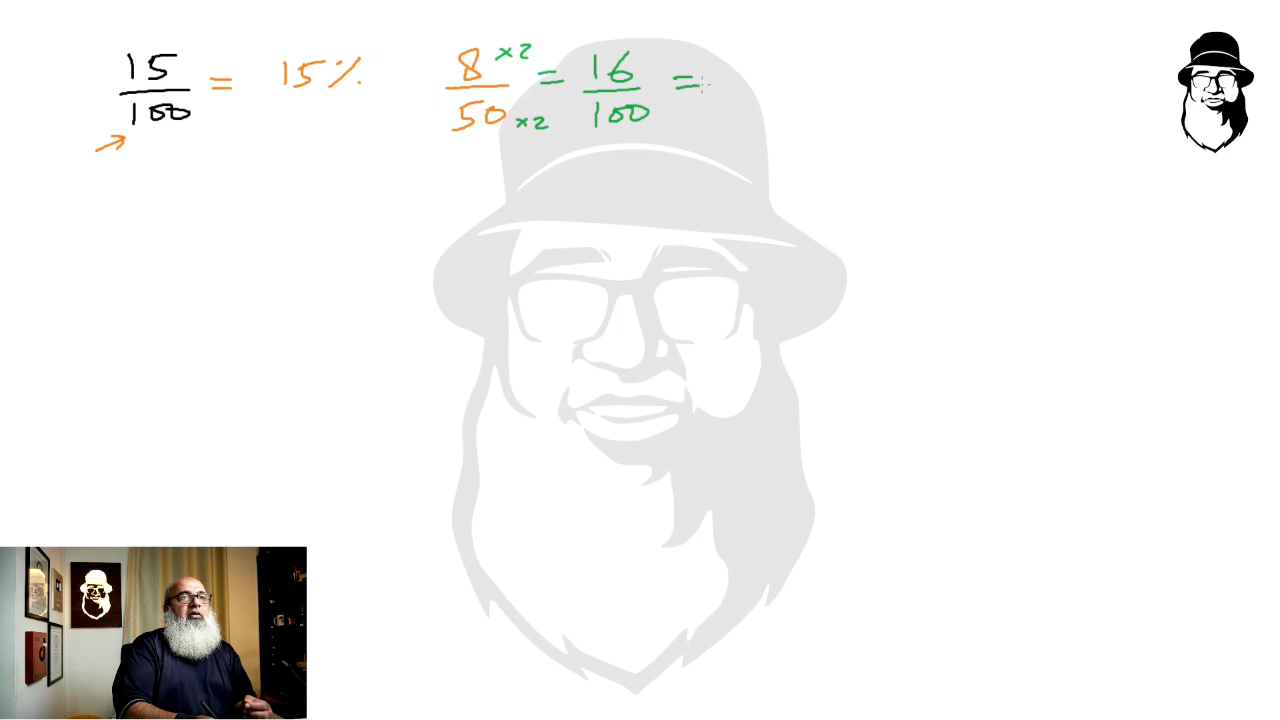 15/100 = 15% 8×2/50×2 = 16/100 =